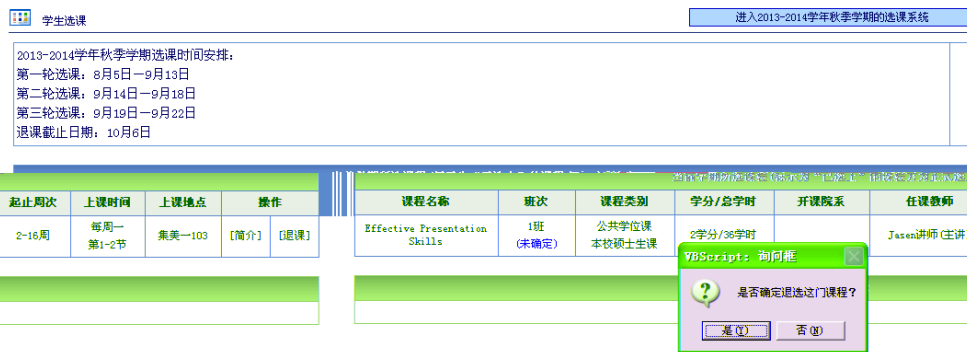 学生选课
进入2013-2014学年秋季学期的选课系统
2013-2014学年秋季学期选课时间安排:
第一轮选课: 8月5日—9月13日
第二轮选课: 9月14日—9月18日
第三轮选课: 9月19日—9月22日
退课截止日期: 10月6日
起止周次 上课时间 上课地点 操作
2-16周 每周一 第1-2节 集美一103 [简介] [退课]
课程名称 班次 课程类别 学分/总学时 开课院系 任课教师
Effective Presentation Skills 1班 (未确定) 公共学位课 本校硕士生课 2学分/36学时 Jasen讲师(主讲)
VBScript: 询问框
是否确定退选这门课程?
是(Y) 否(N)